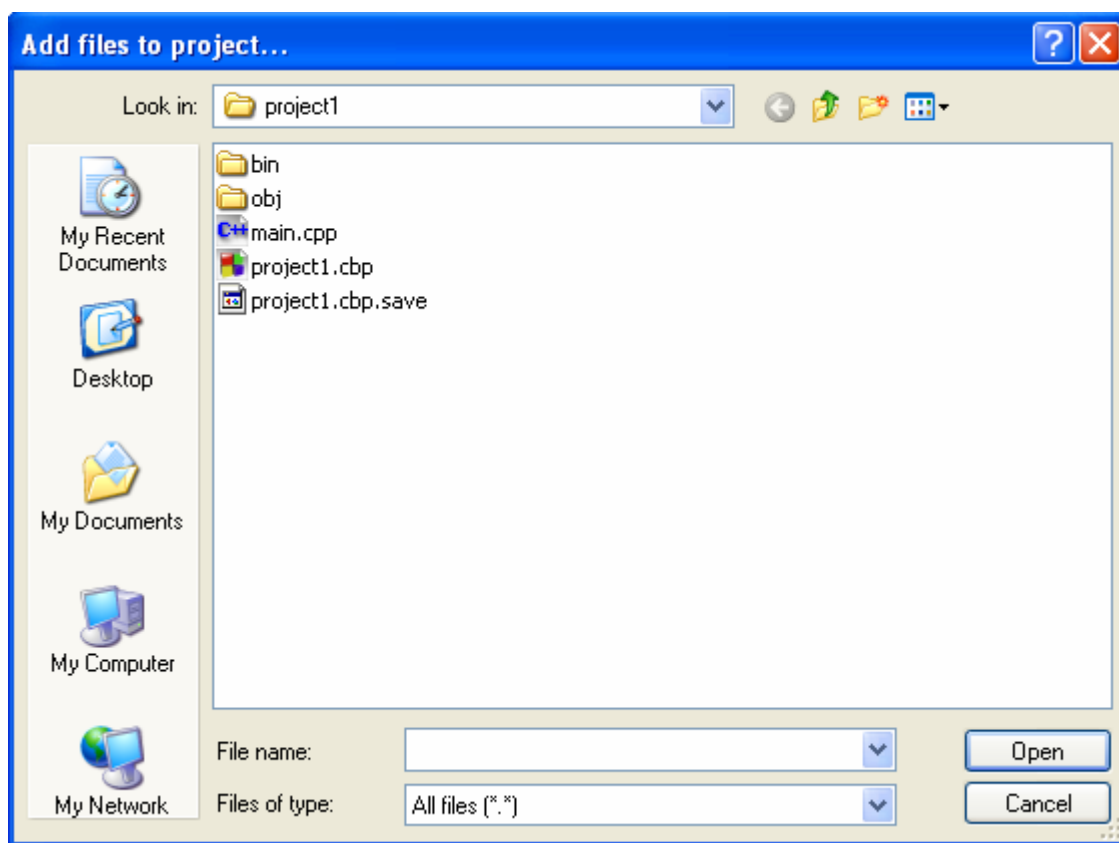 Add files to project...
Look in:
project1
My Recent
Documents
Desktop
My Documents
My Computer
My Network
bin
obj
C++ main.cpp
project1.cbp
project1.cbp.save
File name:
Open
Files of type:
All files (*.*)
Cancel